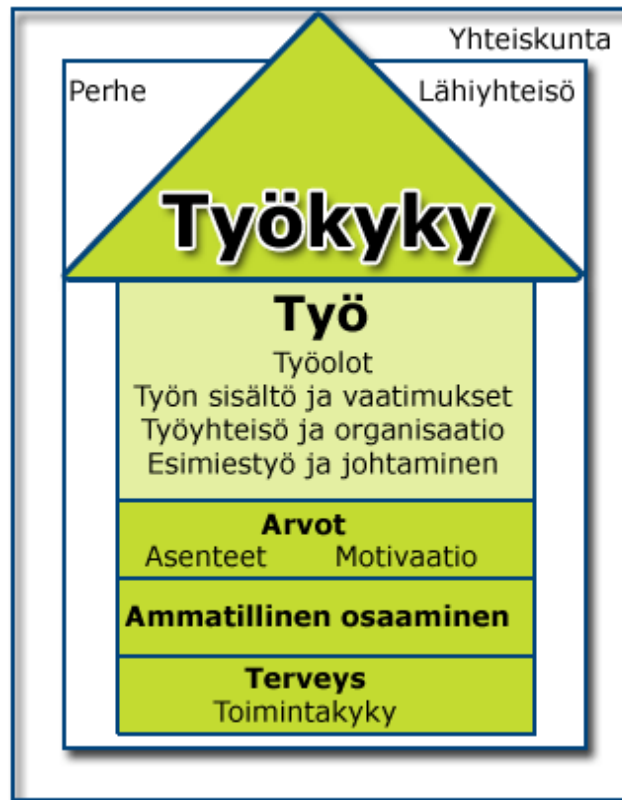 Yhteiskunta
Perhe Lähiyhteisö
Työkyky
Työ
Työolot
Työn sisältö ja vaatimukset
Työyhteisö ja organisaatio
Esimiestyö ja johtaminen
Arvot
Asenteet Motivaatio
Ammatillinen osaaminen
Terveys
Toimintakyky